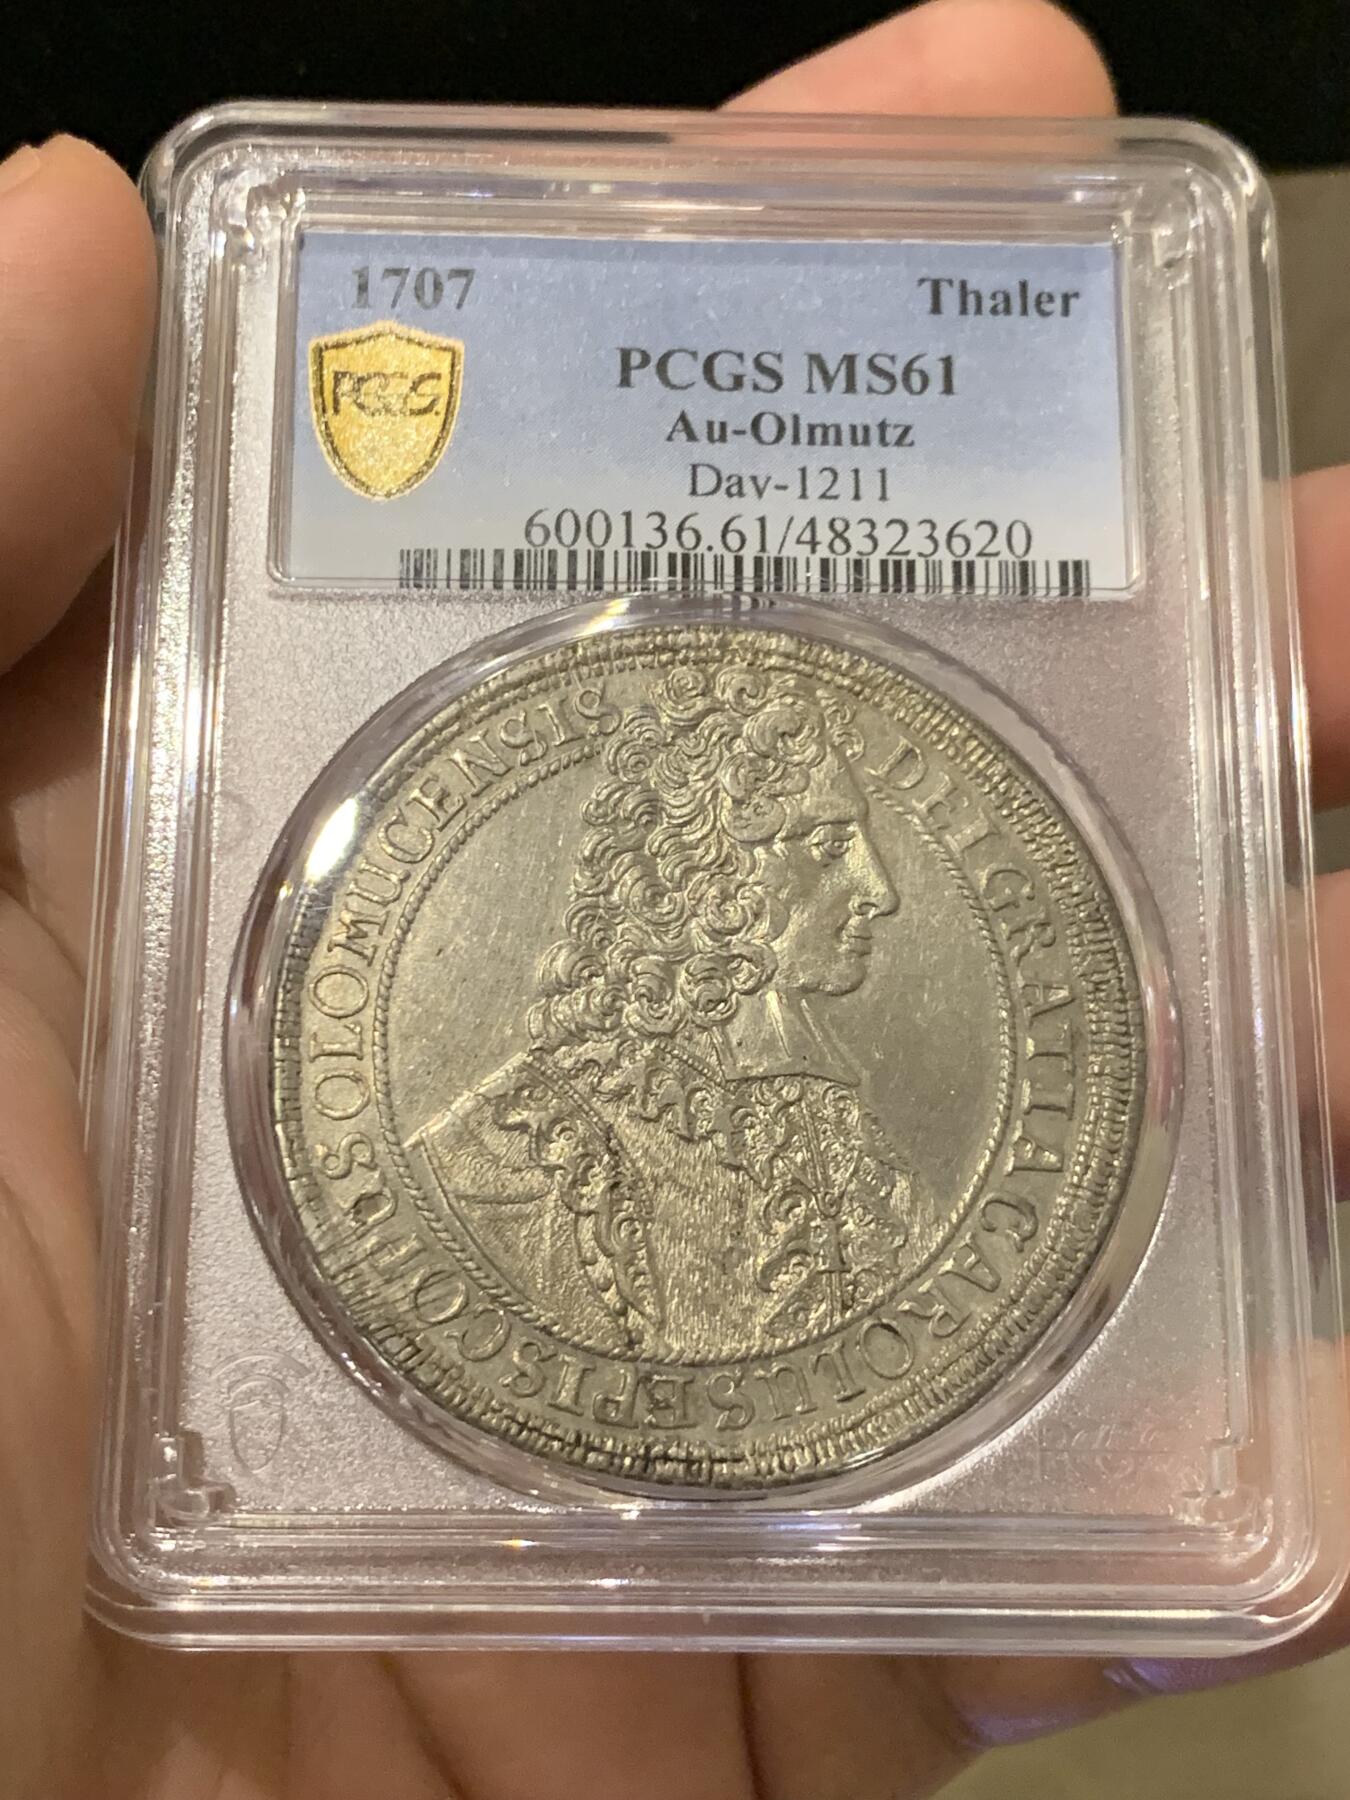 1707 Thaler
PCGS
PCGS MS61
Au-Olmutz
Dav-1211
600136.61/48323620
DEI GRATIA CAROLUS EPISCOPUS OLOMUCENSIS